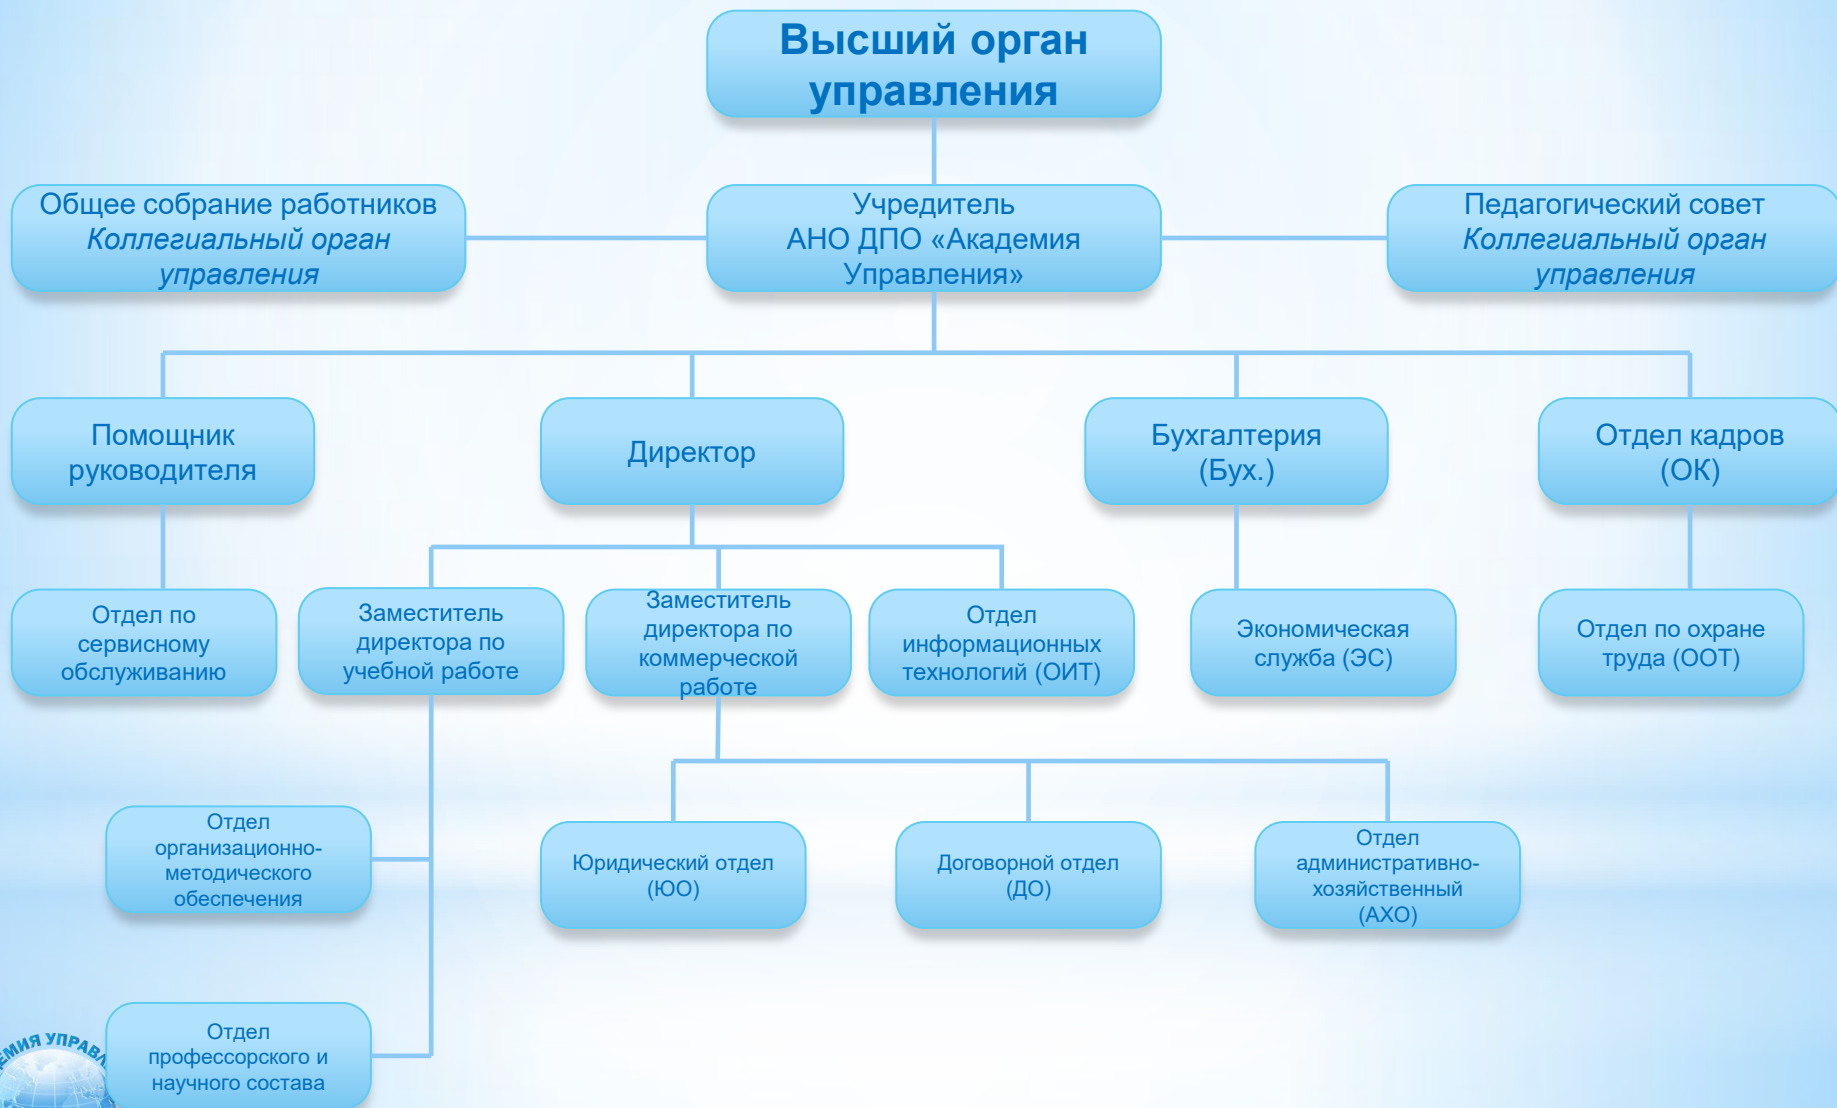 Высший орган
управления
Общее собрание работников
Коллегиальный орган
управления
Учредитель
АНО ДПО «Академия
Управления»
Педагогический совет
Коллегиальный орган
управления
Помощник
руководителя
Директор
Бухгалтерия
(Бух.)
Отдел кадров
(ОК)
Отдел по
сервисному
обслуживанию
Заместитель
директора по
учебной работе
Заместитель
директора по
коммерческой
работе
Отдел
информационных
технологий (ОИТ)
Экономическая
служба (ЭС)
Отдел по охране
труда (ООТ)
Отдел
организационно-
методического
обеспечения
Юридический отдел
(ЮО)
Договорной отдел
(ДО)
Отдел
административно-
хозяйственный
(АХО)
Отдел
профессорского и
научного состава